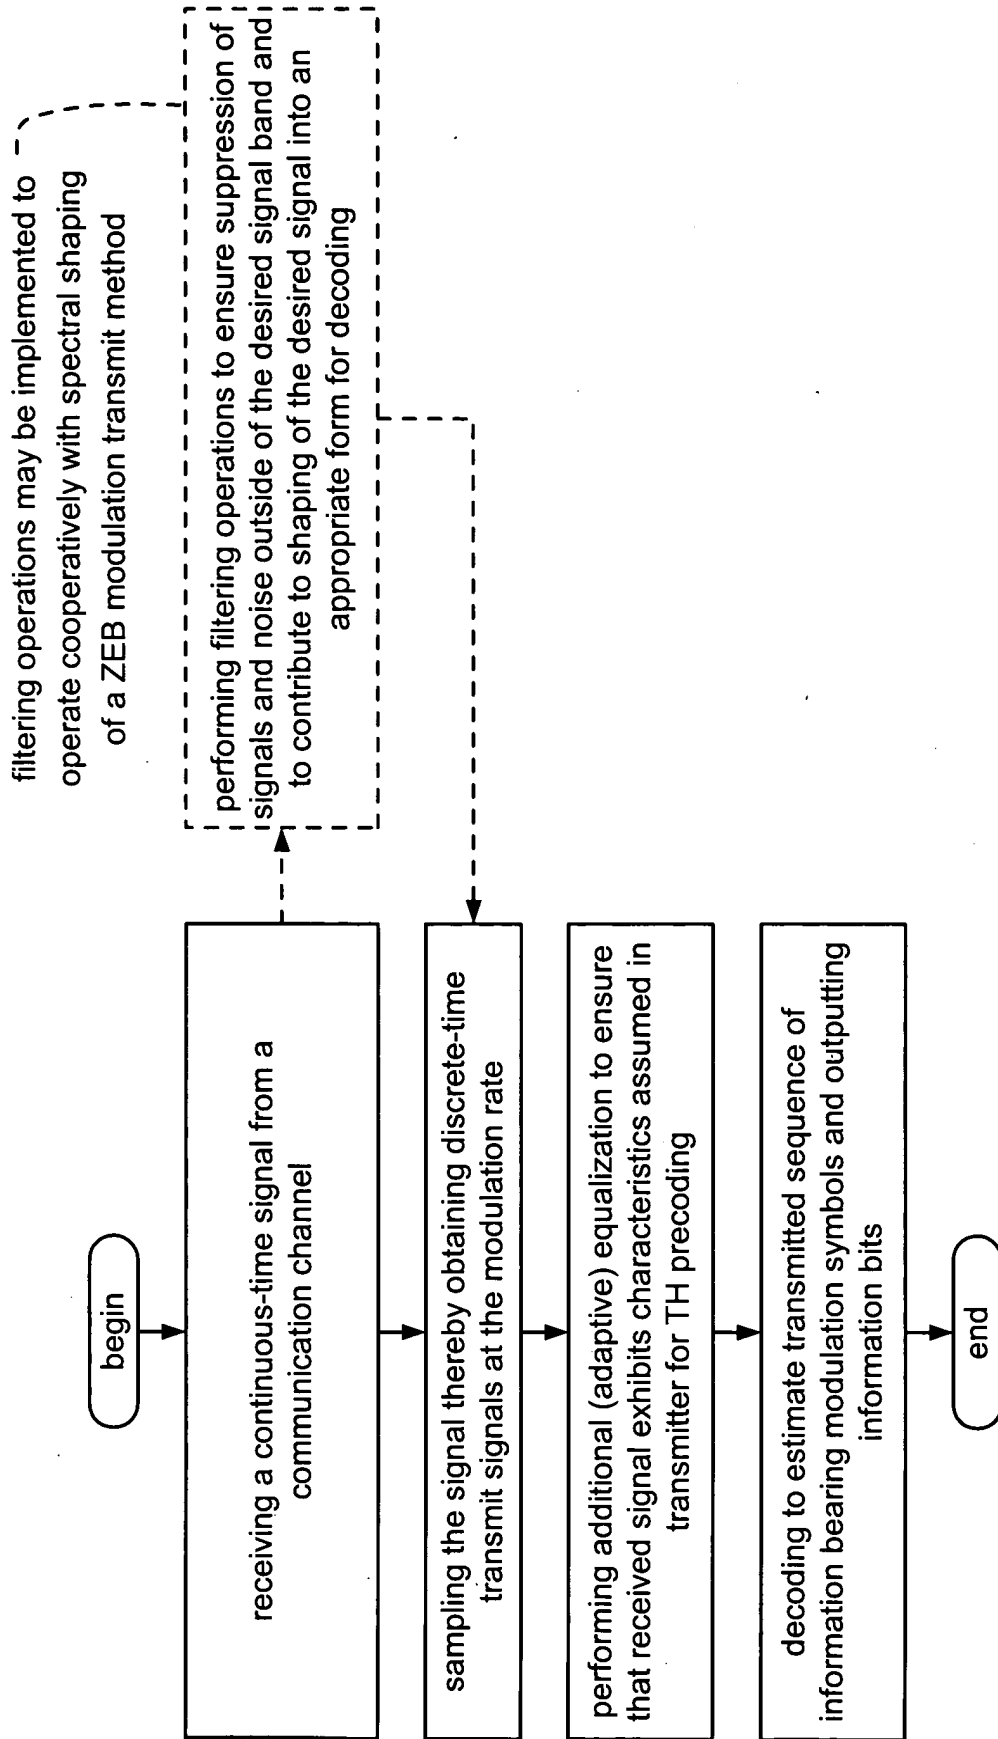 begin
receiving a continuous-time signal from a
communication channel
filtering operations may be implemented to
operate cooperatively with spectral shaping
of a ZEB modulation transmit method
performing filtering operations to ensure suppression of
signals and noise outside of the desired signal band and
to contribute to shaping of the desired signal into an
appropriate form for decoding
sampling the signal thereby obtaining discrete-time
transmit signals at the modulation rate
performing additional (adaptive) equalization to ensure
that received signal exhibits characteristics assumed in
transmitter for TH precoding
decoding to estimate transmitted sequence of
information bearing modulation symbols and outputting
information bits
end